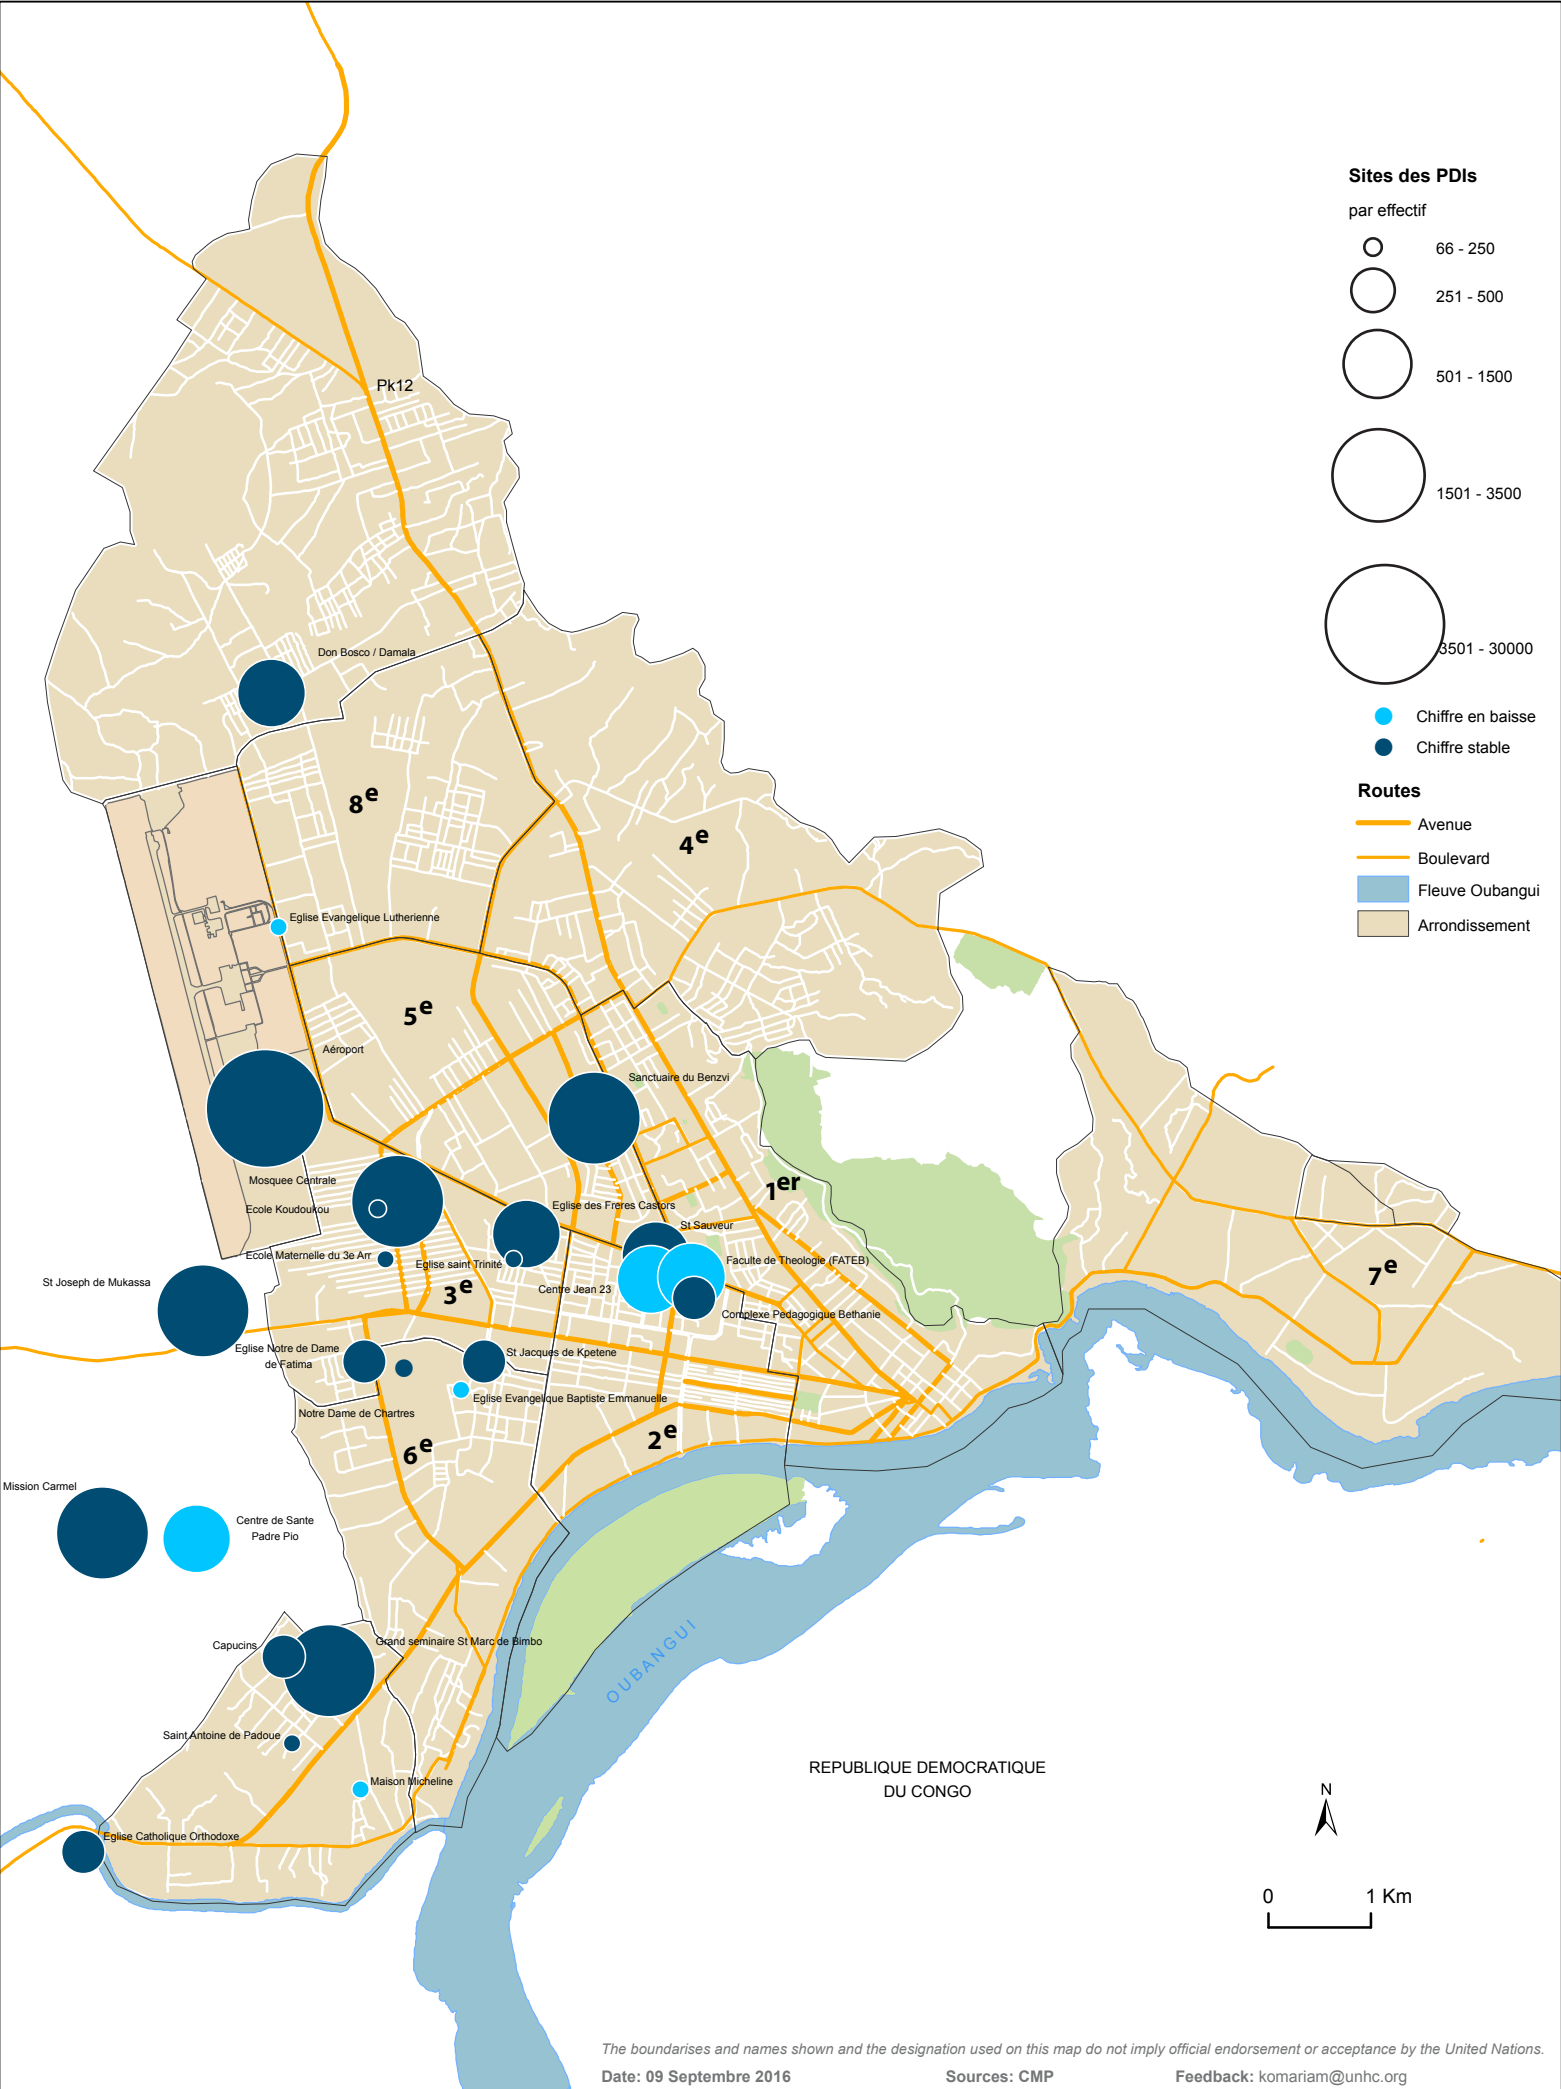 Sites des PDIs
par effectif
66 - 250
251 - 500
501 - 1500
1501 - 3500
3501 - 30000
Chiffre en baisse
Chiffre stable
Routes
Avenue
Boulevard
Fleuve Oubangui
Arrondissement
Pk12
Don Bosco / Damala
8e
4e
Eglise Evangelique Lutherienne
5e
Aéroport
Sanctuaire du Benzvi
Mosquee Centrale
1er
Ecole Koudoukou
Eglise des Freres Castors
St Sauveur
Ecole Maternelle du 3e Arr
Eglise saint Trinité
Faculte de Theologie (FATEB)
St Joseph de Mukassa
Centre Jean 23
3e
7e
Complexe Pedagogique Bethanie
Eglise Notre de Dame
de Fatima
St Jacques de Kpetene
Eglise Evangelique Baptiste Emmanuelle
Notre Dame de Chartres
6e
2e
Mission Carmel
Centre de Sante
Padre Pio
Capucins
Grand seminaire St Marc de Bimbo
OUBANGUI
Saint Antoine de Padoue
Maison Micheline
REPUBLIQUE DEMOCRATIQUE
DU CONGO
N
Eglise Catholique Orthodoxe
0 1 Km
The boundarises and names shown and the designation used on this map do not imply official endorsement or acceptance by the United Nations.
Date: 09 Septembre 2016 Sources: CMP Feedback: komariam@unhc.org